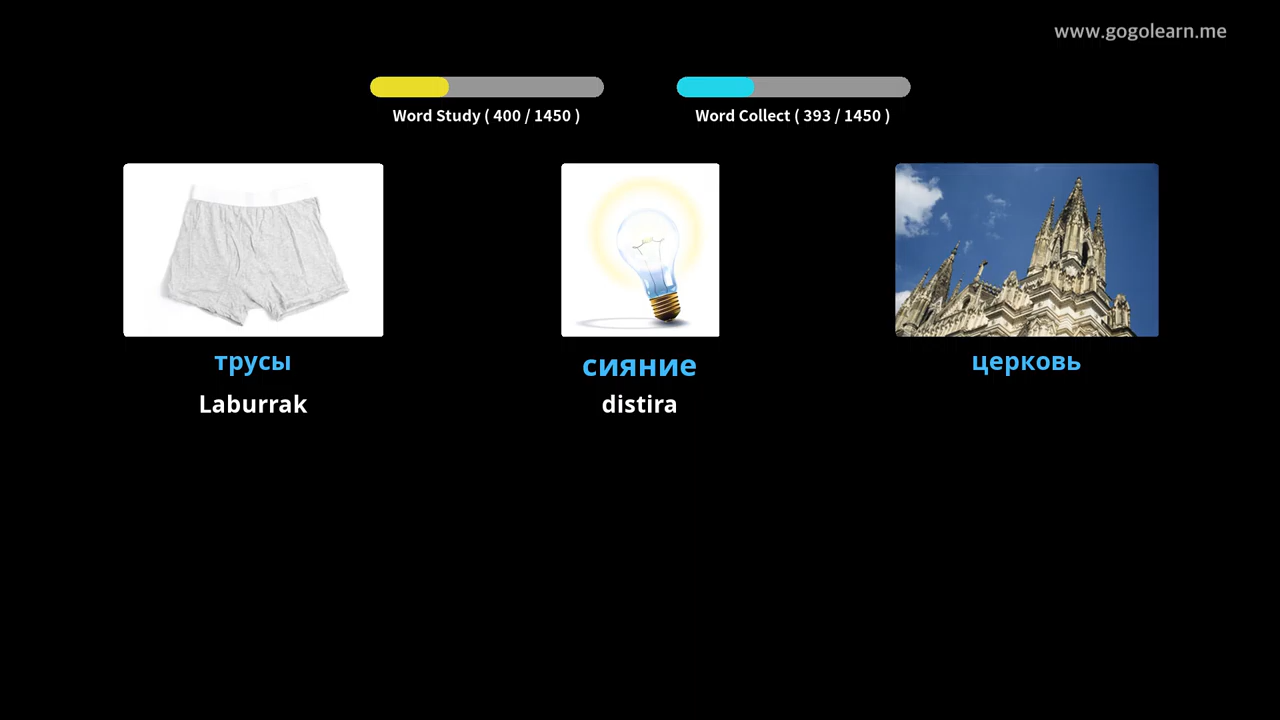 www.gogolearn.me
Word Study ( 400 / 1450 )
Word Collect ( 393 / 1450 )
трусы
Laburrak
сияние
distira
церковь